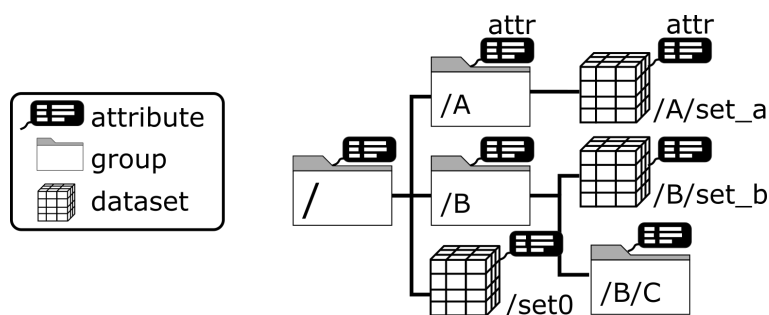 attribute
group
dataset
attr
attr
/A
/A/set_a
/
/B
/B/set_b
/set0
/B/C